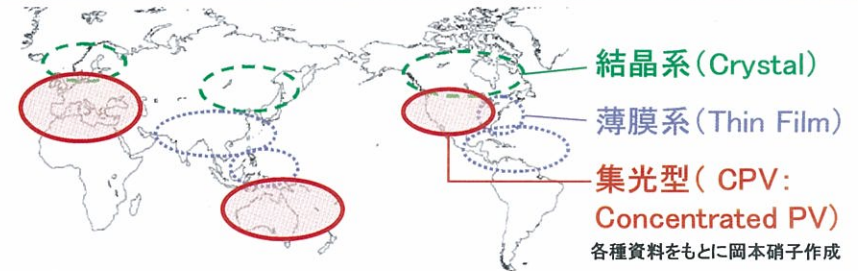 結晶系(Crystal)
薄膜系(Thin Film)
集光型( CPV:
Concentrated PV)
各種資料をもとに岡本硝子作成